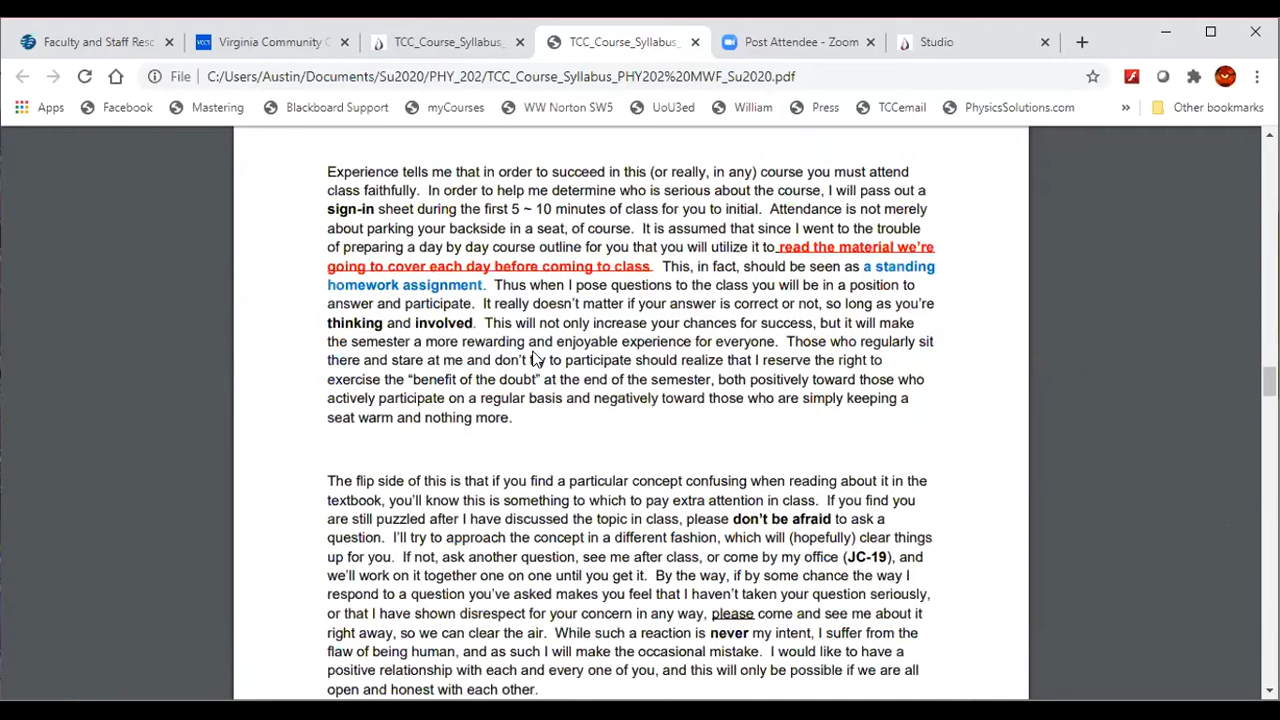 Faculty and Staff Resc
Virginia Community C
TCC_Course_Syllabus_
TCC_Course_Syllabus_
Post Attendee - Zoom
Studio
File
C:/Users/Austin/Documents/Su2020/PHY_202/TCC_Course_Syllabus_PHY202%20MWF_Su2020.pdf
Apps
Facebook
Mastering
Blackboard Support
myCourses
WW Norton SW5
UoU3ed
William
Press
TCCemail
PhysicsSolutions.com
»
Other bookmarks
Experience tells me that in order to succeed in this (or really, in any) course you must attend
class faithfully. In order to help me determine who is serious about the course, I will pass out a
sign-in sheet during the first 5 ~ 10 minutes of class for you to initial. Attendance is not merely
about parking your backside in a seat, of course. It is assumed that since I went to the trouble
of preparing a day by day course outline for you that you will utilize it to read the material we're
going to cover each day before coming to class. This, in fact, should be seen as a standing
homework assignment. Thus when I pose questions to the class you will be in a position to
answer and participate. It really doesn't matter if your answer is correct or not, so long as you're
thinking and involved. This will not only increase your chances for success, but it will make
the semester a more rewarding and enjoyable experience for everyone. Those who regularly sit
there and stare at me and don't try to participate should realize that I reserve the right to
exercise the "benefit of the doubt" at the end of the semester, both positively toward those who
actively participate on a regular basis and negatively toward those who are simply keeping a
seat warm and nothing more.
The flip side of this is that if you find a particular concept confusing when reading about it in the
textbook, you'll know this is something to which to pay extra attention in class. If you find you
are still puzzled after I have discussed the topic in class, please don't be afraid to ask a
question. I'll try to approach the concept in a different fashion, which will (hopefully) clear things
up for you. If not, ask another question, see me after class, or come by my office (JC-19), and
we'll work on it together one on one until you get it. By the way, if by some chance the way I
respond to a question you've asked makes you feel that I haven't taken your question seriously,
or that I have shown disrespect for your concern in any way, please come and see me about it
right away, so we can clear the air. While such a reaction is never my intent, I suffer from the
flaw of being human, and as such I will make the occasional mistake. I would like to have a
positive relationship with each and every one of you, and this will only be possible if we are all
open and honest with each other.